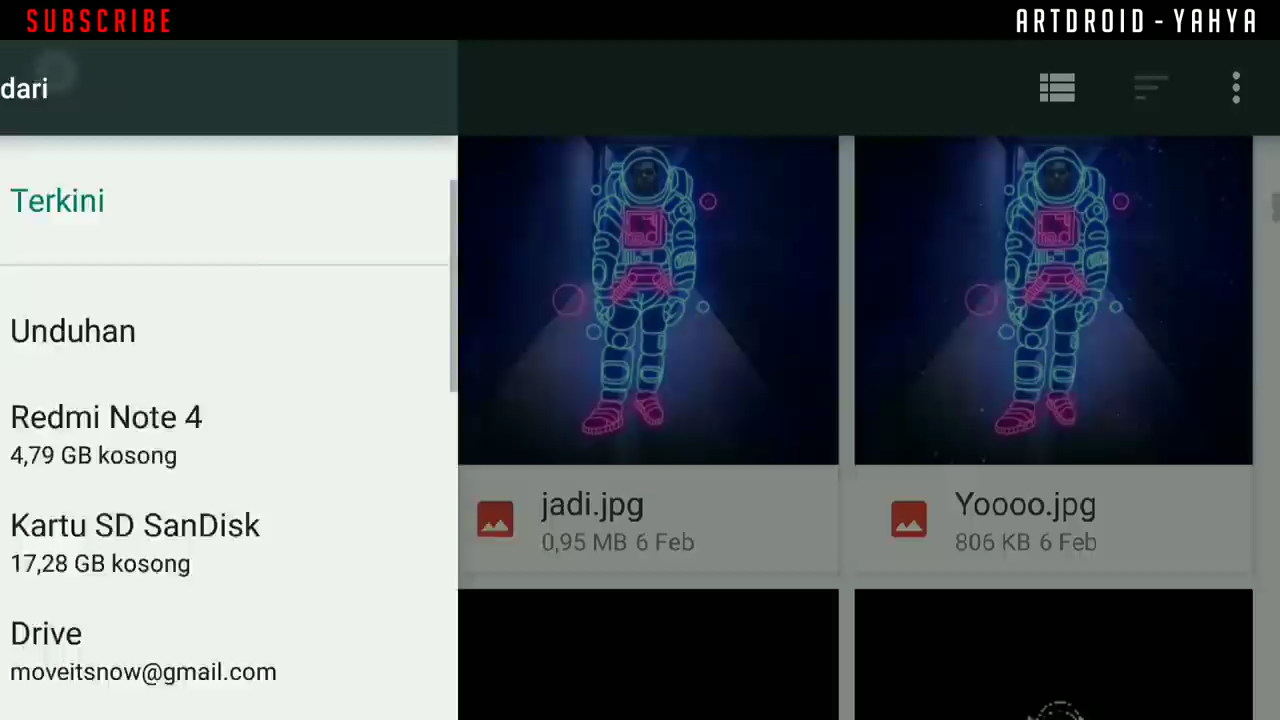 SUBSCRIBE
ARTDROID - YAHYA
dari
Terkini
Unduhan
Redmi Note 4
4,79 GB kosong
Kartu SD SanDisk
17,28 GB kosong
Drive
moveitsnow@gmail.com
jadi.jpg
0,95 MB 6 Feb
Yoooo.jpg
806 KB 6 Feb